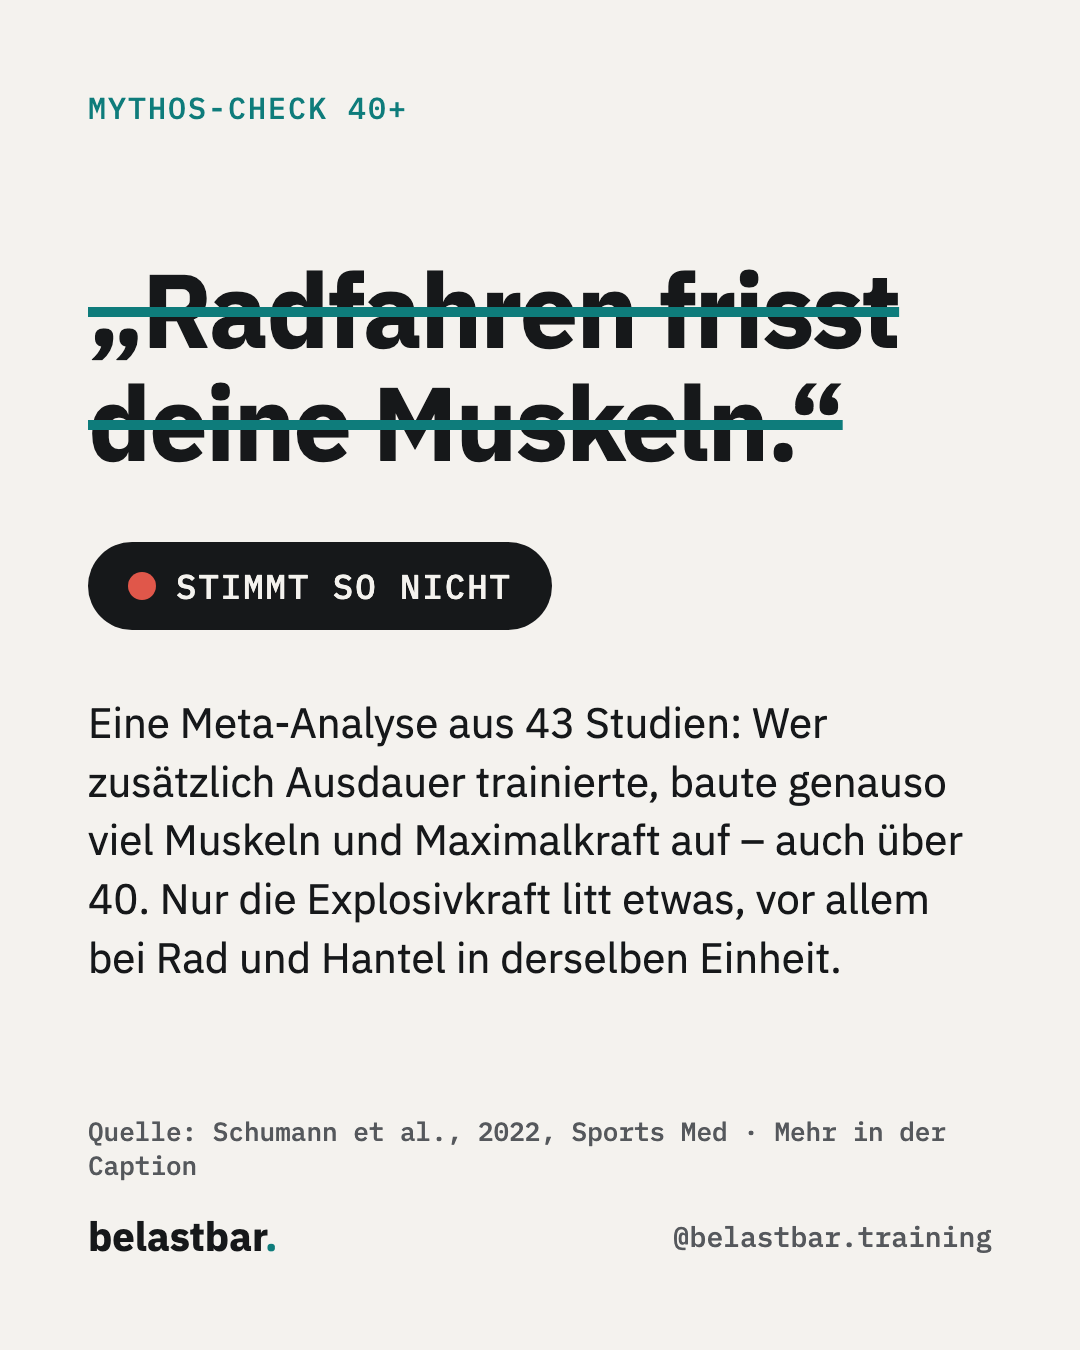 MYTHOS-CHECK 40+
„Radfahren frisst
deine Muskeln.“
STIMMT SO NICHT
Eine Meta-Analyse aus 43 Studien: Wer
zusätzlich Ausdauer trainierte, baute genauso
viel Muskeln und Maximalkraft auf – auch über
40. Nur die Explosivkraft litt etwas, vor allem
bei Rad und Hantel in derselben Einheit.
Quelle: Schumann et al., 2022, Sports Med · Mehr in der
Caption
belastbar.
@belastbar.training